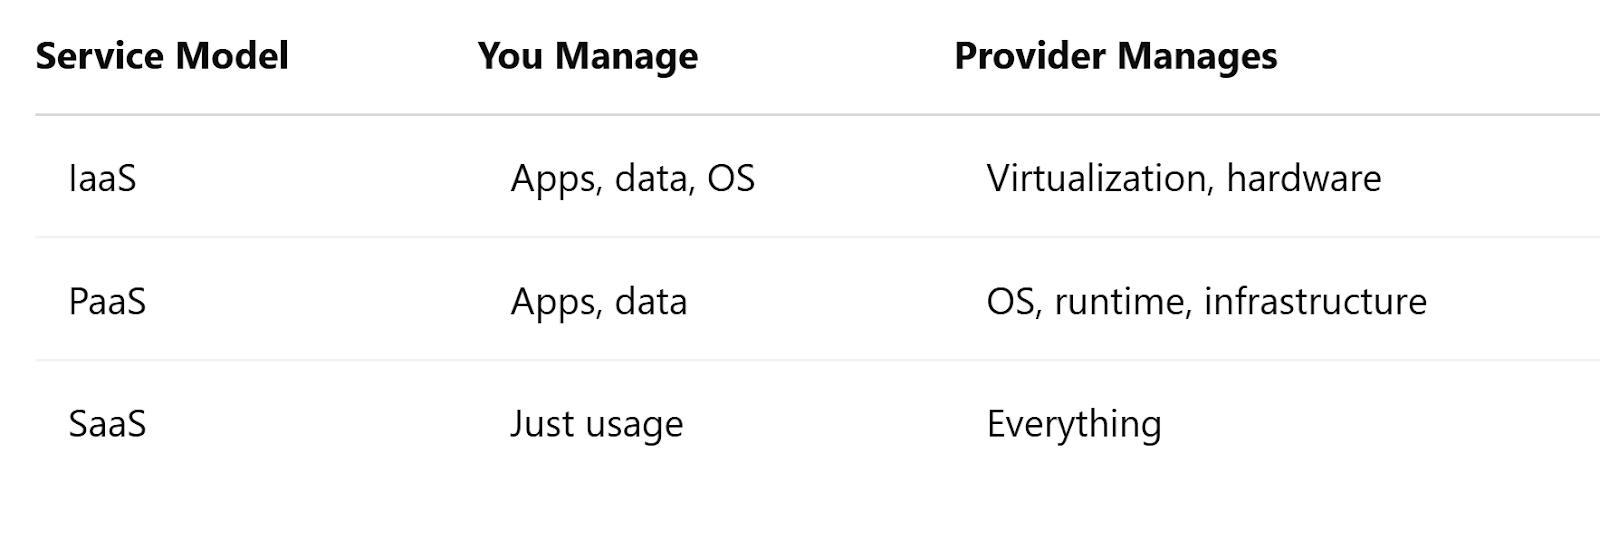 Service Model You Manage Provider Manages
IaaS Apps, data, OS Virtualization, hardware
PaaS Apps, data OS, runtime, infrastructure
SaaS Just usage Everything